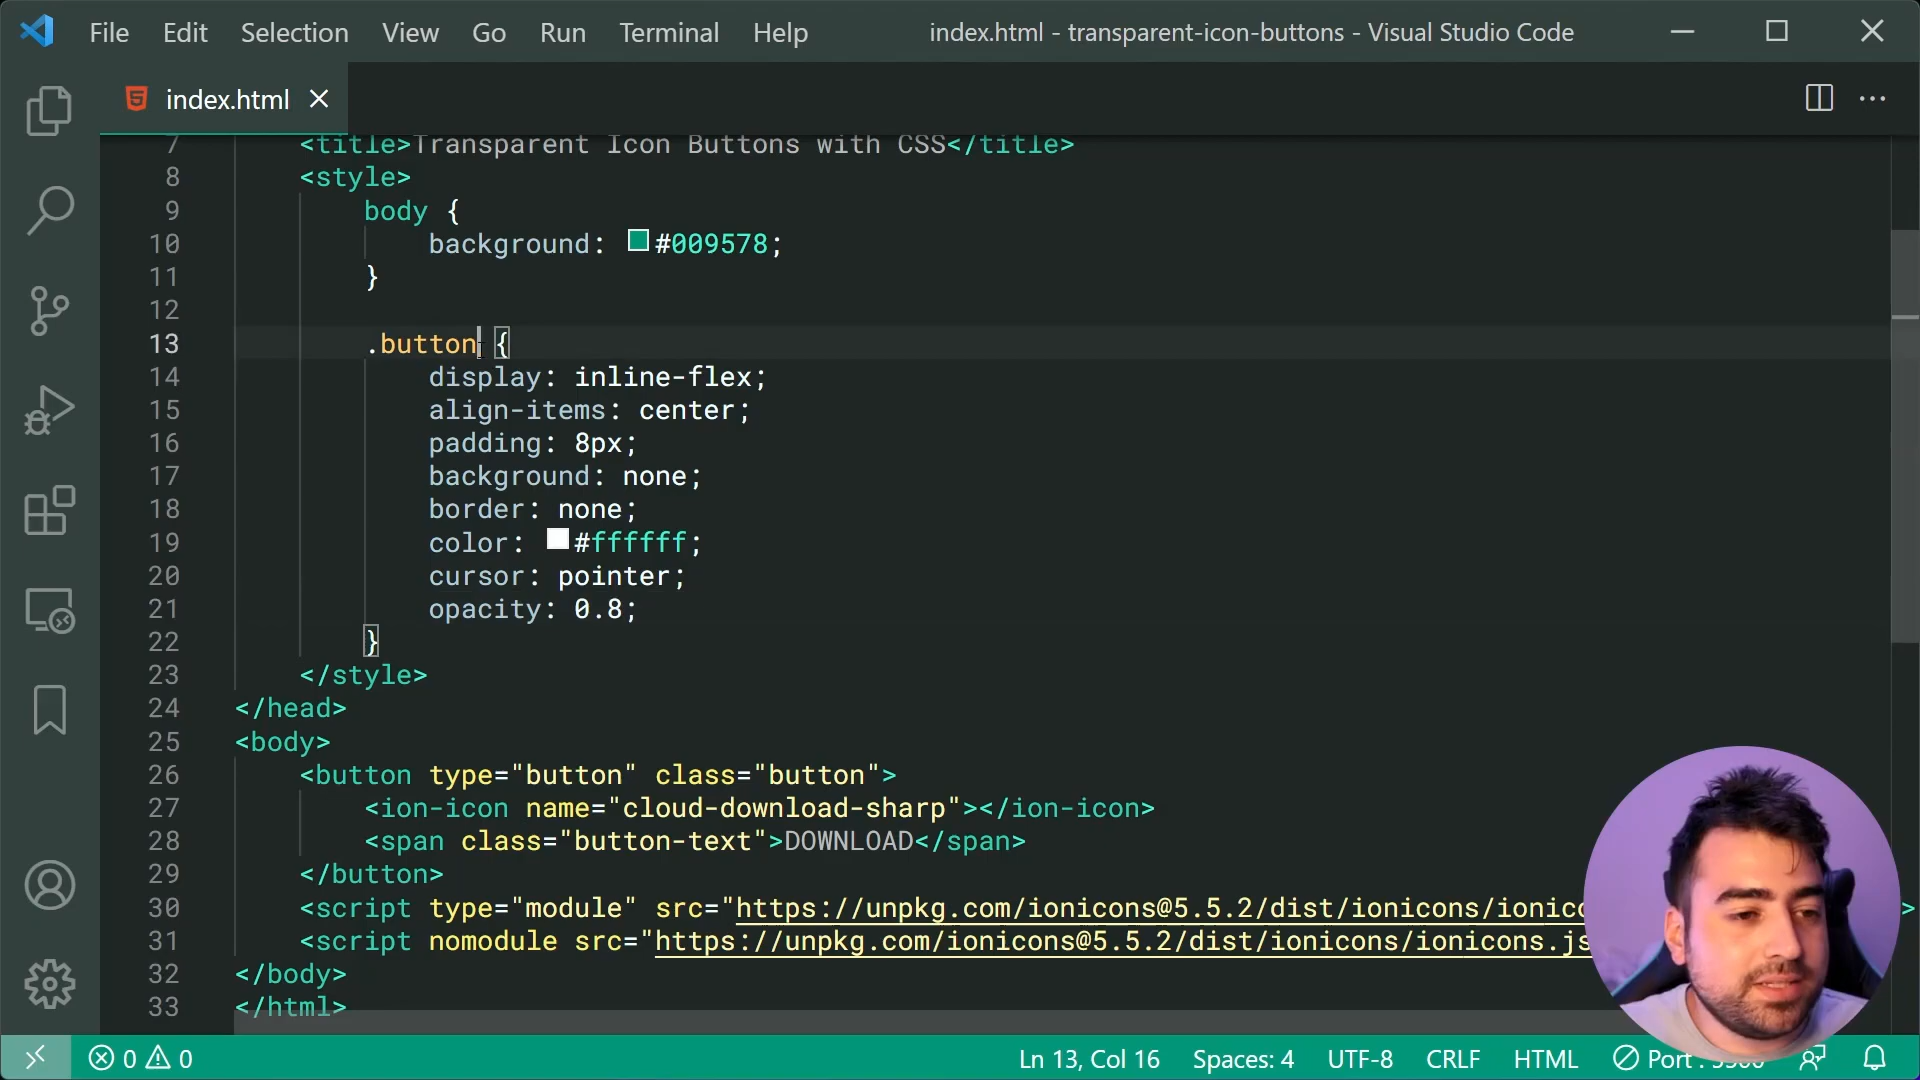 File Edit Selection View Go Run Terminal Help index.html - transparent-icon-buttons - Visual Studio Code
index.html
7 <title>Transparent Icon Buttons with CSS</title>
8 <style>
9 body {
10 background: #009578;
11 }
12
13 .button {
14 display: inline-flex;
15 align-items: center;
16 padding: 8px;
17 background: none;
18 border: none;
19 color: #ffffff;
20 cursor: pointer;
21 opacity: 0.8;
22 }
23 </style>
24 </head>
25 <body>
26 <button type="button" class="button">
27 <ion-icon name="cloud-download-sharp"></ion-icon>
28 <span class="button-text">DOWNLOAD</span>
29 </button>
30 <script type="module" src="https://unpkg.com/ionicons@5.5.2/dist/ionicons/ionic >
31 <script nomodule src="https://unpkg.com/ionicons@5.5.2/dist/ionicons/ionicons.js
32 </body>
33 </html>
0 0 Ln 13, Col 16 Spaces: 4 UTF-8 CRLF HTML Port :